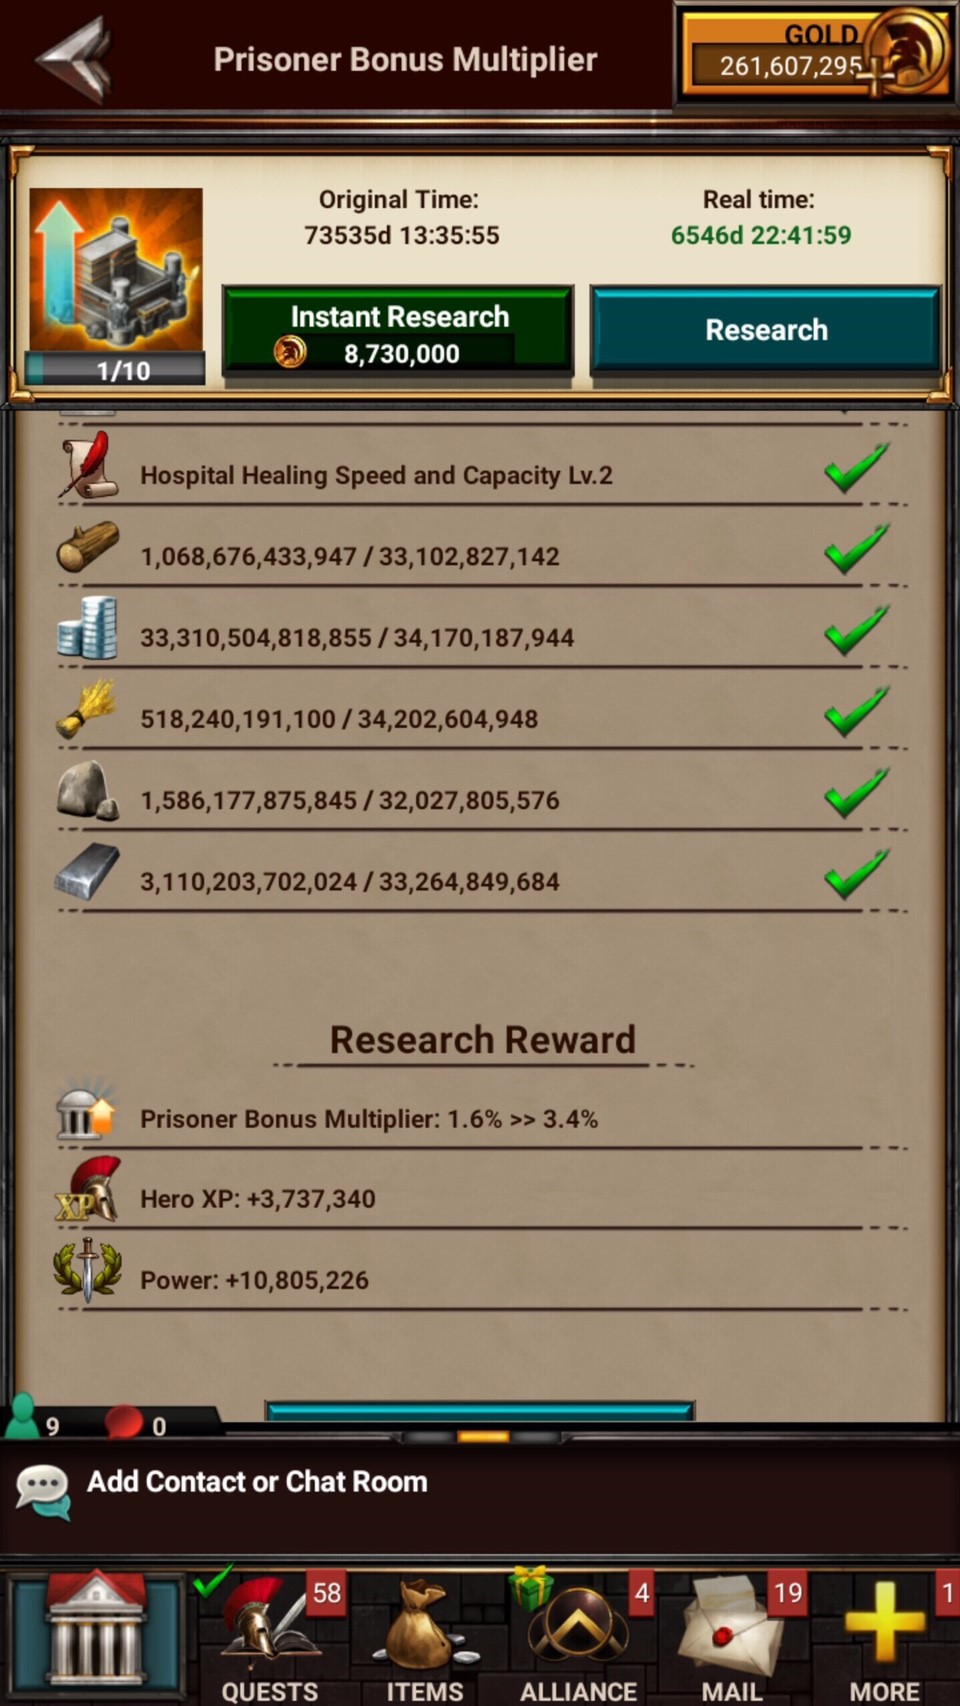 Prisoner Bonus Multiplier
GOLD
261,607,295
Original Time:
73535d 13:35:55
Real time:
6546d 22:41:59
Instant Research
8,730,000
Research
1/10
Hospital Healing Speed and Capacity Lv.2
1,068,676,433,947 / 33,102,827,142
33,310,504,818,855 / 34,170,187,944
518,240,191,100 / 34,202,604,948
1,586,177,875,845 / 32,027,805,576
3,110,203,702,024 / 33,264,849,684
Research Reward
Prisoner Bonus Multiplier: 1.6% >> 3.4%
XP
Hero XP: +3,737,340
Power: +10,805,226
9
0
Add Contact or Chat Room
58
4
19
1
QUESTS
ITEMS
ALLIANCE
MAIL
MORE